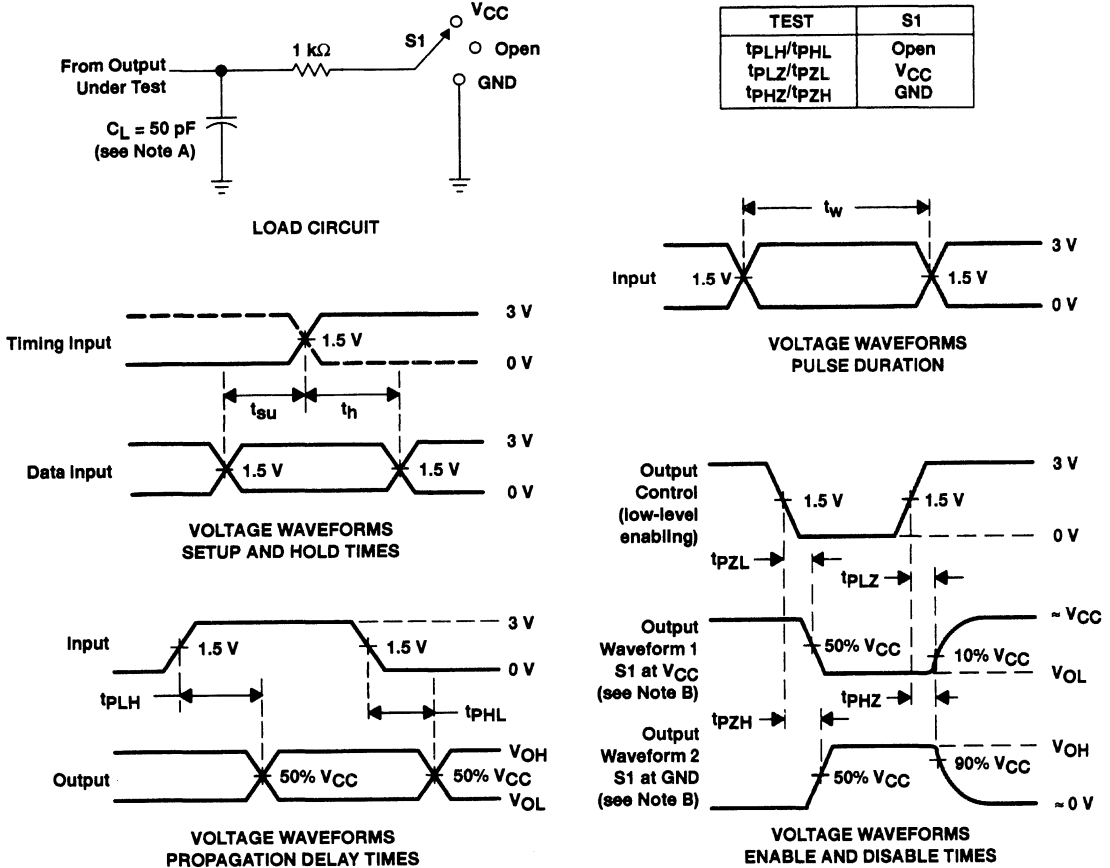 VCC
S1
1 kΩ
Open
From Output
Under Test
GND
CL = 50 pF
(see Note A)
LOAD CIRCUIT
TEST S1
tPLH/tPHL Open
tPLZ/tPZL VCC
tPHZ/tPZH GND
tw
3 V
Input 1.5 V 1.5 V
0 V
VOLTAGE WAVEFORMS
PULSE DURATION
3 V
Timing Input 1.5 V
0 V
tsu th
3 V
Data Input 1.5 V 1.5 V
0 V
VOLTAGE WAVEFORMS
SETUP AND HOLD TIMES
3 V
Input 1.5 V 1.5 V
0 V
tPLH tPHL
VOH
Output 50% VCC 50% VCC
VOL
VOLTAGE WAVEFORMS
PROPAGATION DELAY TIMES
Output
Control
(low-level
enabling)
3 V
1.5 V 1.5 V
0 V
tPZL
tPLZ
Output
Waveform 1
S1 at VCC
(see Note B)
≈ VCC
50% VCC 10% VCC
VOL
tPHZ
tPZH
Output
Waveform 2
S1 at GND
(see Note B)
VOH
50% VCC 90% VCC
≈ 0 V
VOLTAGE WAVEFORMS
ENABLE AND DISABLE TIMES